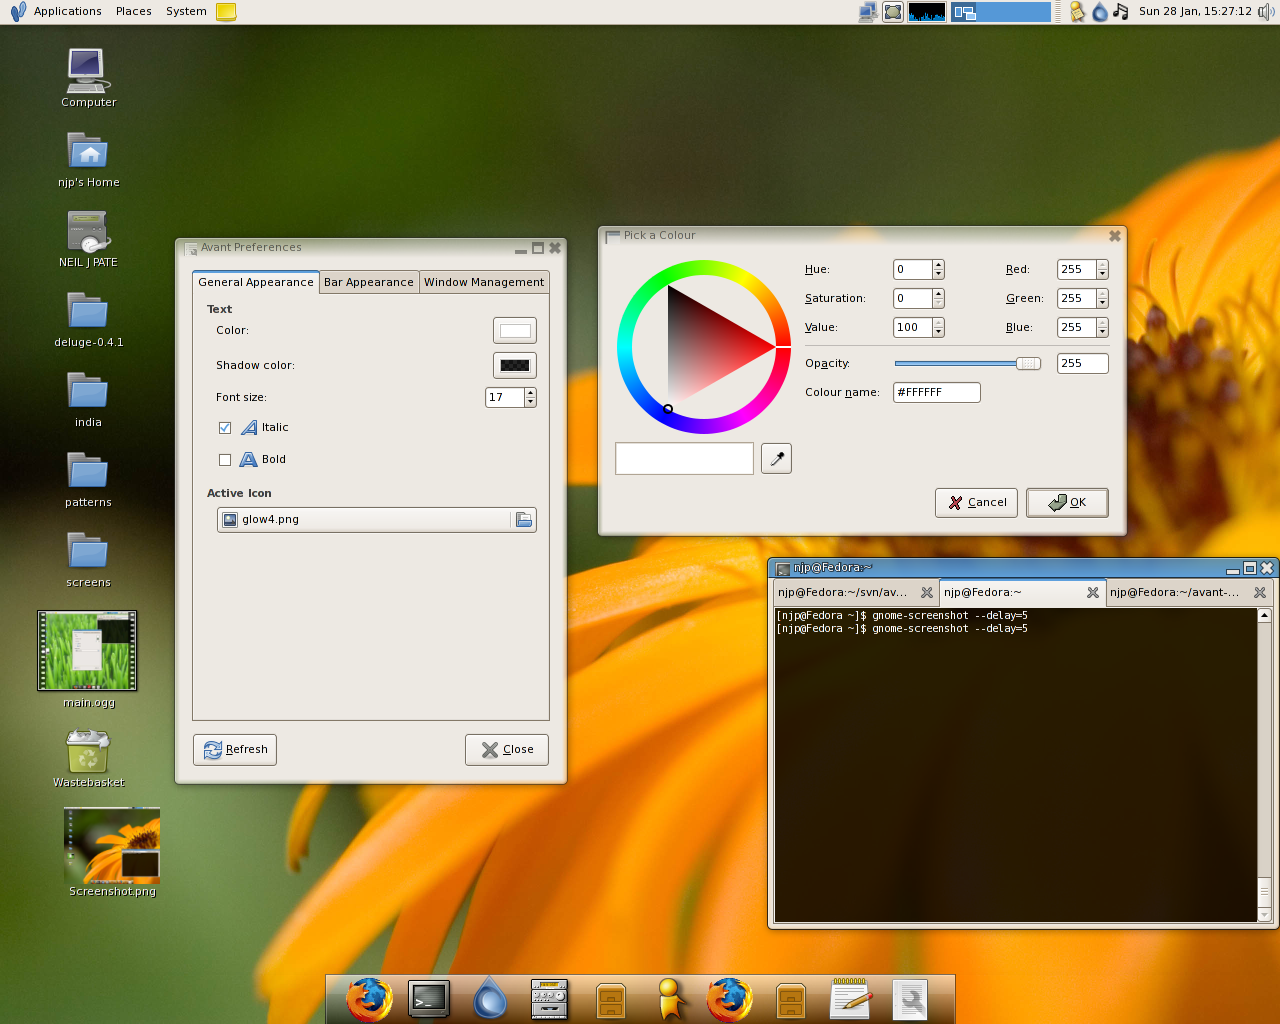 Applications Places System
Sun 28 Jan, 15:27:12
Computer
njp's Home
NEIL J PATE
deluge-0.4.1
india
patterns
screens
main.ogg
Wastebasket
Screenshot.png
Avant Preferences
General Appearance Bar Appearance Window Management
Text
Color:
Shadow color:
Font size: 17
Italic
Bold
Active Icon
glow4.png
Refresh Close
Pick a Colour
Hue: 0 Red: 255
Saturation: 0 Green: 255
Value: 100 Blue: 255
Opacity: 255
Colour name: #FFFFFF
Cancel OK
njp@Fedora:~
njp@Fedora:~/svn/av... njp@Fedora:~ njp@Fedora:~/avant-...
[njp@Fedora ~]$ gnome-screenshot --delay=5
[njp@Fedora ~]$ gnome-screenshot --delay=5